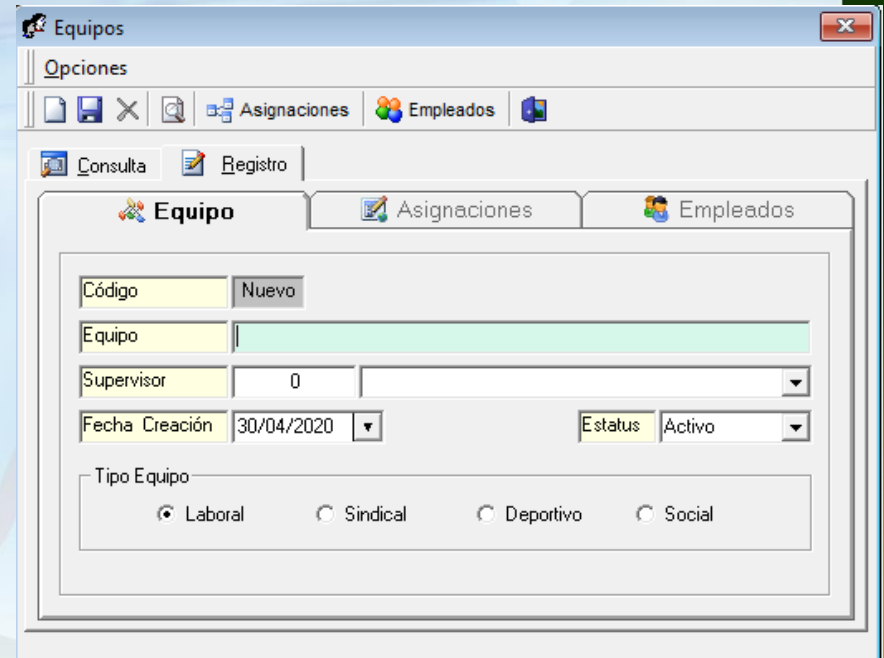 Equipos
Opciones
Asignaciones Empleados
Consulta Registro
Equipo Asignaciones Empleados
Código Nuevo
Equipo
Supervisor 0
Fecha Creación 30/04/2020 Estatus Activo
Tipo Equipo
Laboral Sindical Deportivo Social